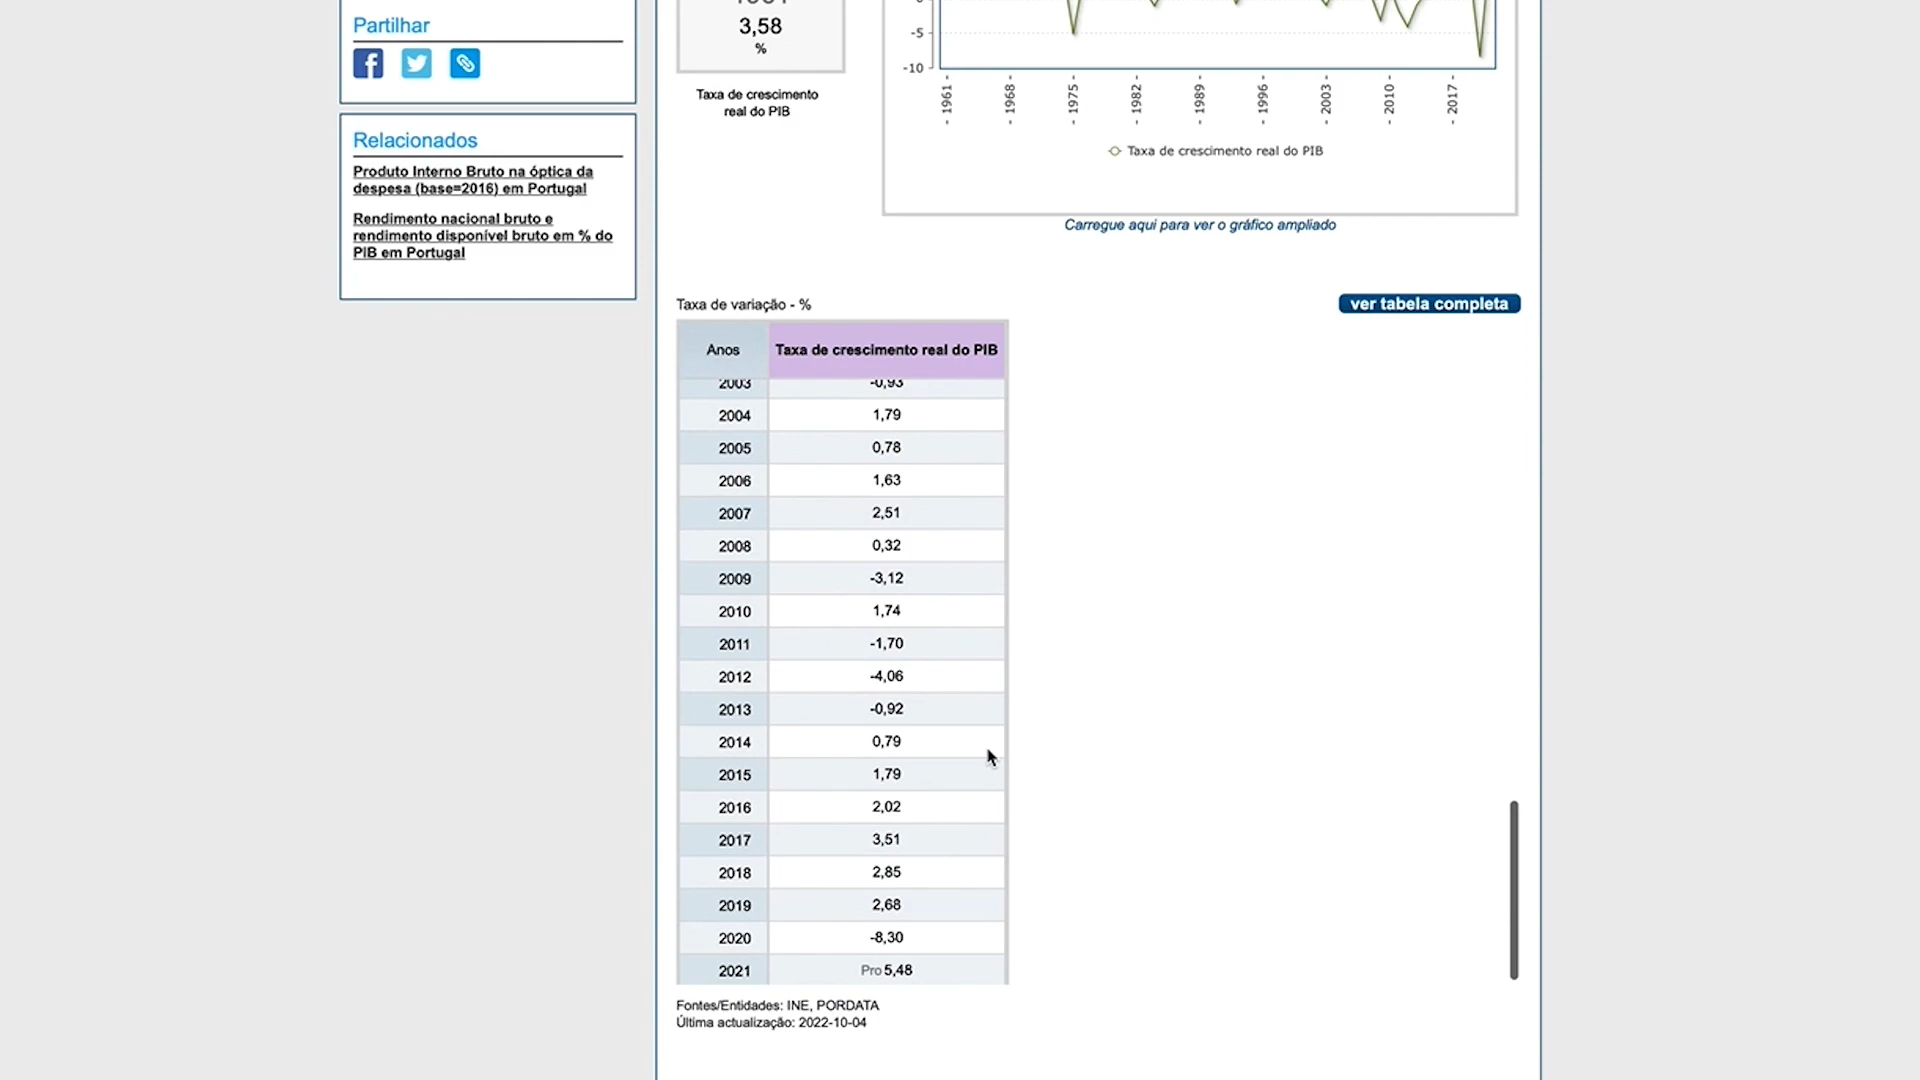 Partilhar
Relacionados
Produto Interno Bruto na óptica da
despesa (base=2016) em Portugal
Rendimento nacional bruto e
rendimento disponível bruto em % do
PIB em Portugal
3,58
%
Taxa de crescimento
real do PIB
-5
-10
- 1961 -
- 1968 -
- 1975 -
- 1982 -
- 1989 -
- 1996 -
- 2003 -
- 2010 -
- 2017 -
Taxa de crescimento real do PIB
Carregue aqui para ver o gráfico ampliado
Taxa de variação - %
ver tabela completa
Anos Taxa de crescimento real do PIB
2003 -0,93
2004 1,79
2005 0,78
2006 1,63
2007 2,51
2008 0,32
2009 -3,12
2010 1,74
2011 -1,70
2012 -4,06
2013 -0,92
2014 0,79
2015 1,79
2016 2,02
2017 3,51
2018 2,85
2019 2,68
2020 -8,30
2021 Pro 5,48
Fontes/Entidades: INE, PORDATA
Última actualização: 2022-10-04